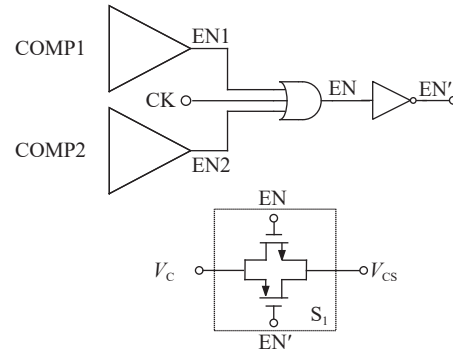 COMP1
EN1
CK
EN
EN′
COMP2
EN2
EN
V_C
V_CS
S_1
EN′